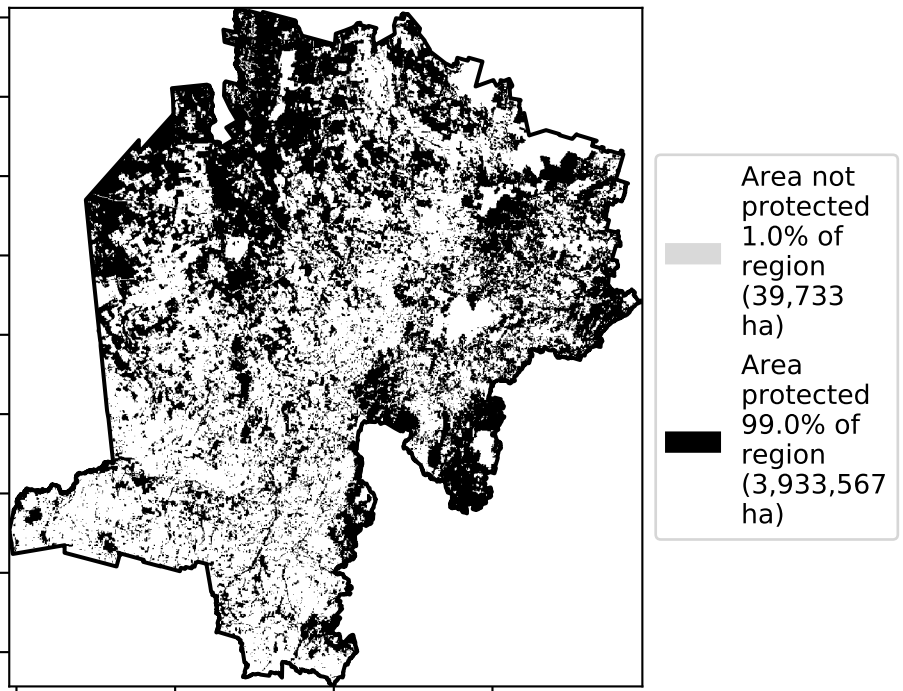 Area not
protected
1.0% of
region
(39,733
ha)
Area
protected
99.0% of
region
(3,933,567
ha)